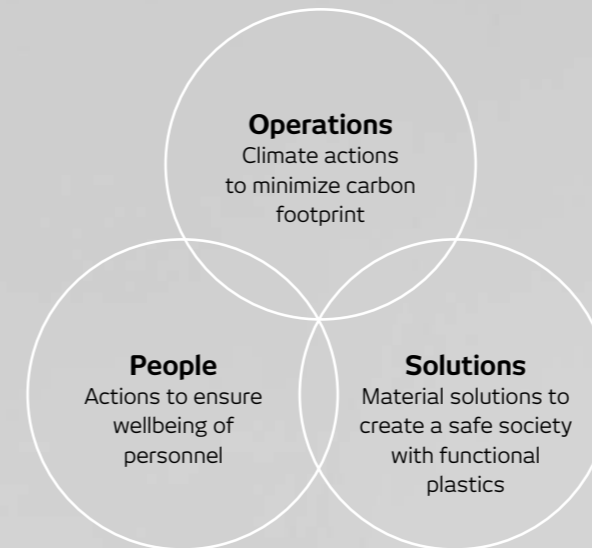 Operations
Climate actions
to minimize carbon
footprint
People
Actions to ensure
wellbeing of
personnel
Solutions
Material solutions to
create a safe society
with functional
plastics